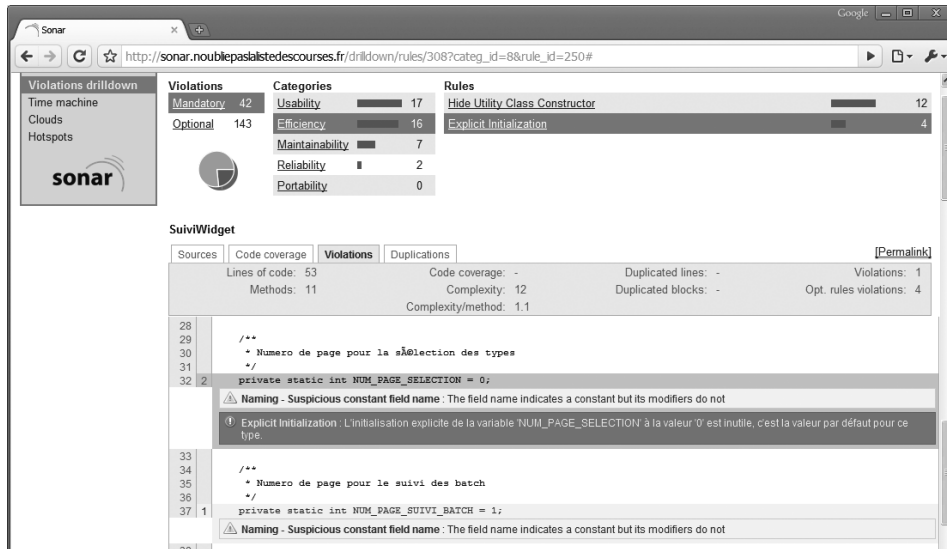 Google
Sonar
http://sonar.noubliepaslalistedescourses.fr/drilldown/rules/308?categ_id=8&rule_id=250#
Violations drilldown
Time machine
Clouds
Hotspots
sonar
Violations
Mandatory 42
Optional 143
Categories
Usability 17
Efficiency 16
Maintainability 7
Reliability 2
Portability 0
Rules
Hide Utility Class Constructor 12
Explicit Initialization 4
SuiviWidget
Sources Code coverage Violations Duplications [Permalink]
Lines of code: 53 Code coverage: - Duplicated lines: - Violations: 1
Methods: 11 Complexity: 12 Duplicated blocks: - Opt. rules violations: 4
Complexity/method: 1.1
28
29 /**
30 * Numero de page pour la sÃ©lection des types
31 */
32 2 private static int NUM_PAGE_SELECTION = 0;
Naming - Suspicious constant field name : The field name indicates a constant but its modifiers do not
Explicit Initialization : L'initialisation explicite de la variable 'NUM_PAGE_SELECTION' à la valeur '0' est inutile, c'est la valeur par défaut pour ce
type.
33
34 /**
35 * Numero de page pour le suivi des batch
36 */
37 1 private static int NUM_PAGE_SUIVI_BATCH = 1;
Naming - Suspicious constant field name : The field name indicates a constant but its modifiers do not